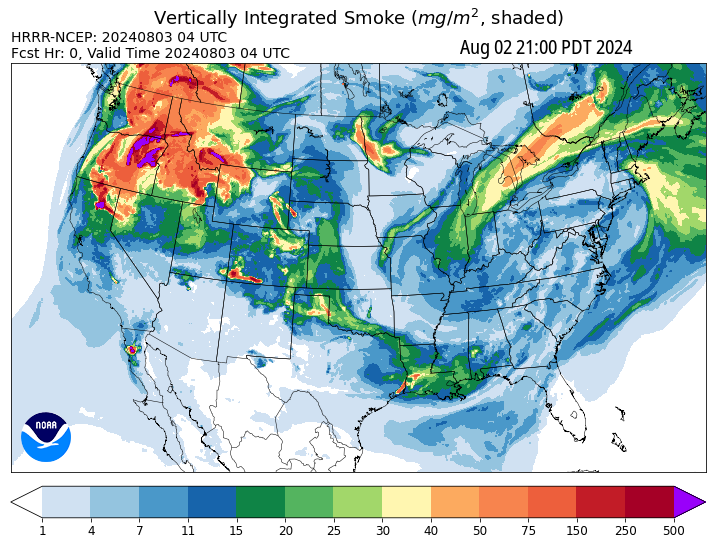 Vertically Integrated Smoke (mg/m², shaded)
HRRR-NCEP: 20240803 04 UTC
Fcst Hr: 0, Valid Time 20240803 04 UTC
Aug 02 21:00 PDT 2024
NOAA
1 4 7 11 15 20 25 30 40 50 75 150 250 500